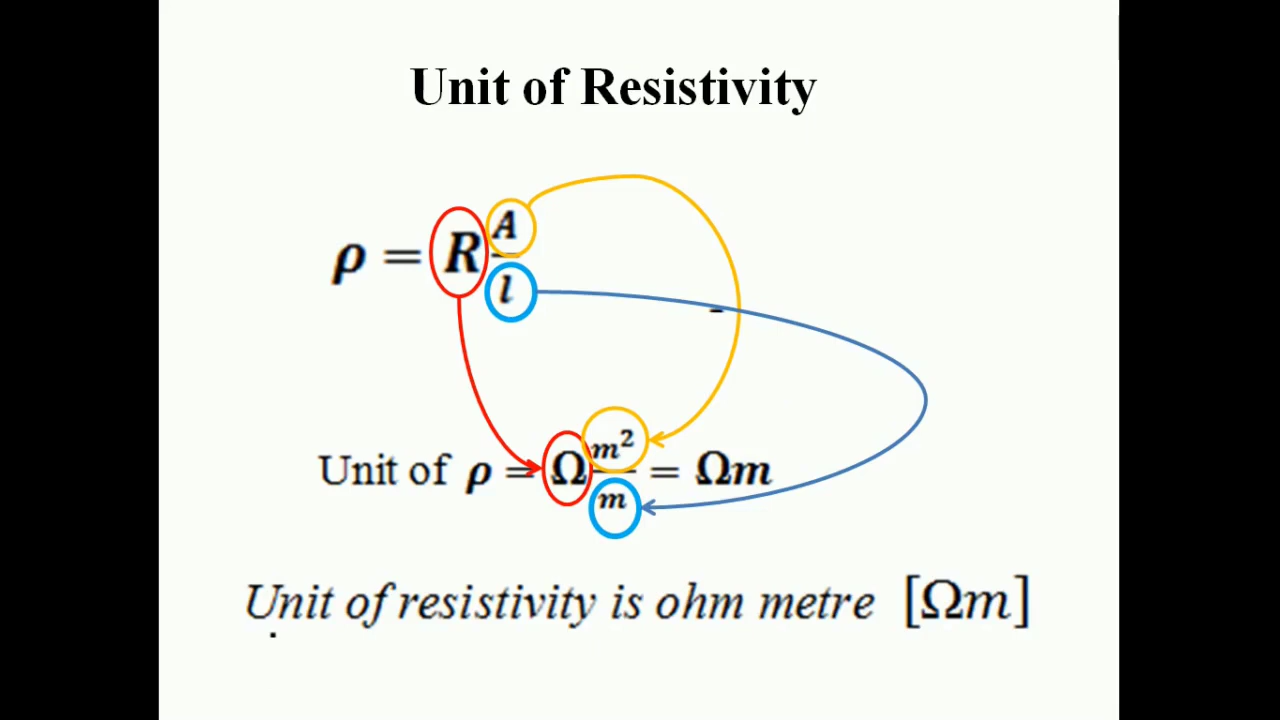 Unit of Resistivity
ρ = R A/l
Unit of ρ = Ω m²/m = Ωm
Unit of resistivity is ohm metre [Ωm]